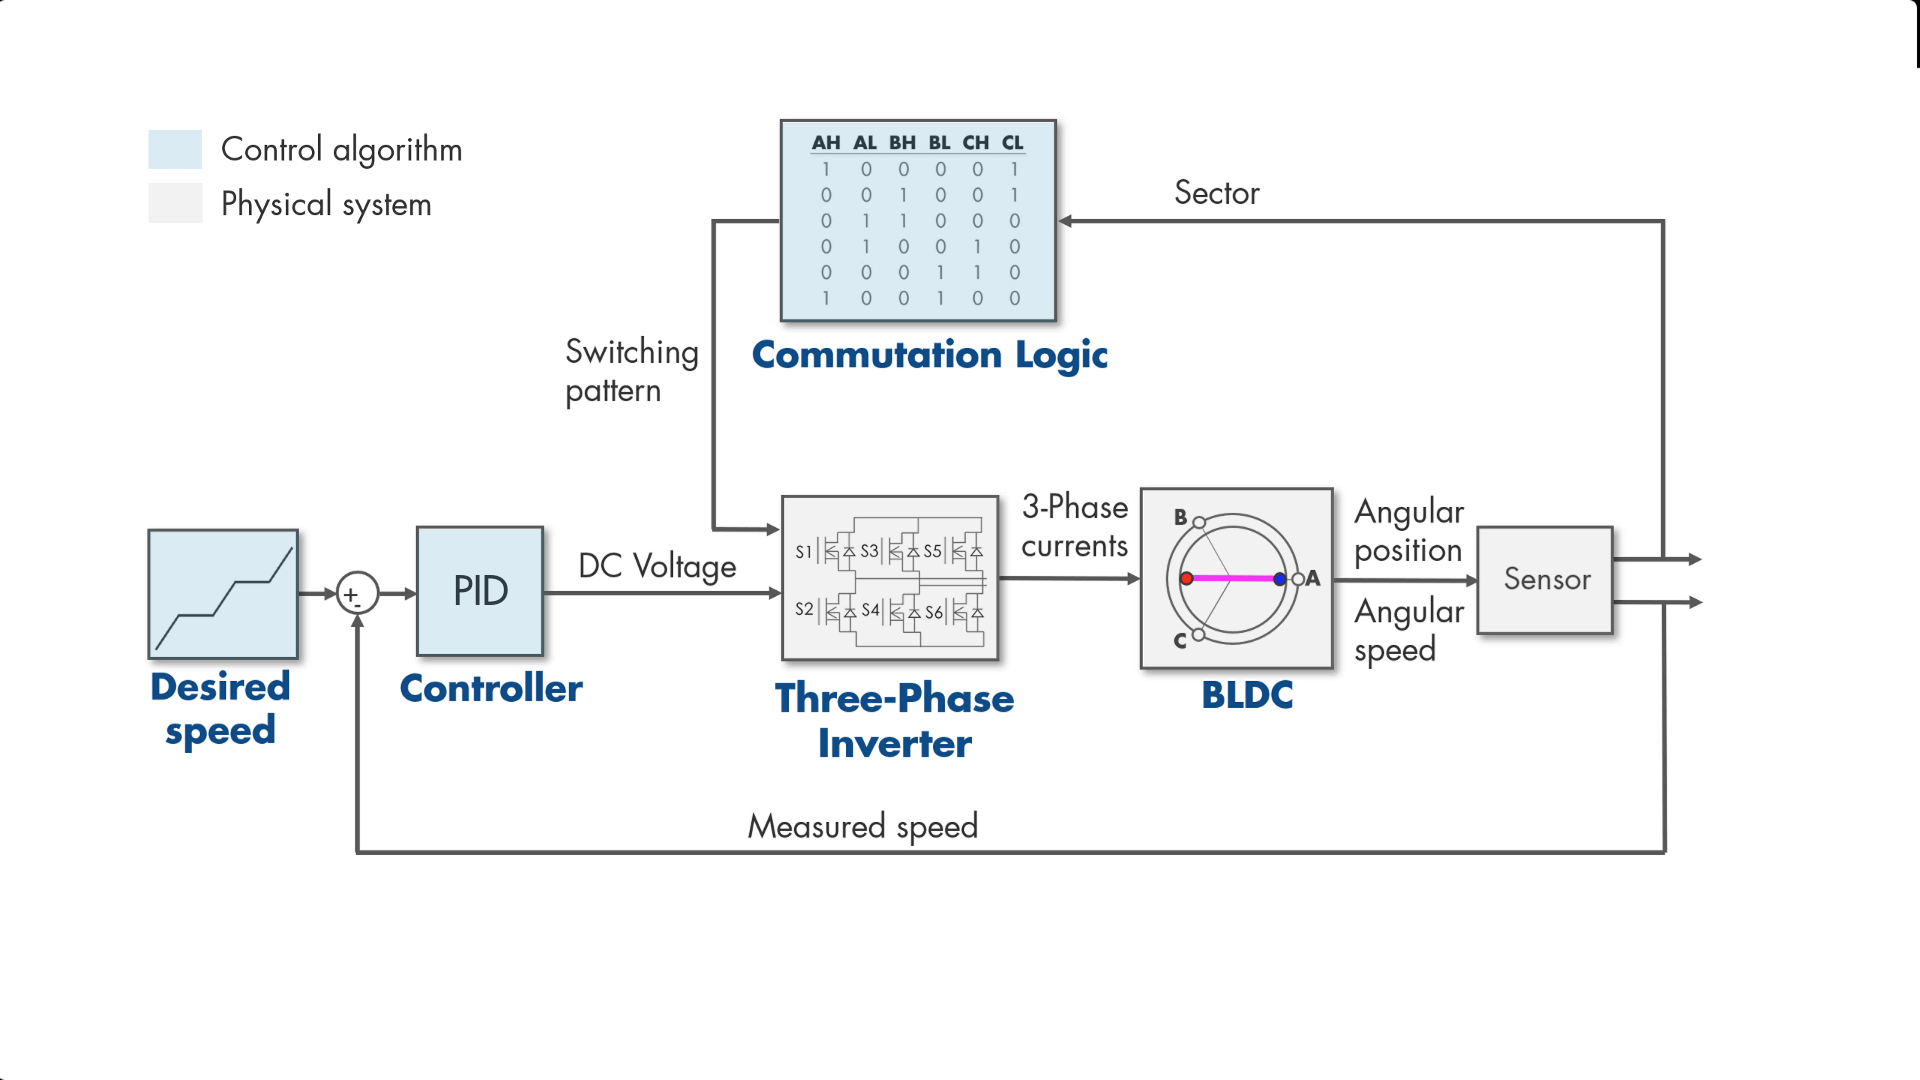 Control algorithm
Physical system
AH AL BH BL CH CL
1 0 0 0 0 1
0 0 1 0 0 1
0 1 1 0 0 0
0 1 0 0 1 0
0 0 0 1 1 0
1 0 0 1 0 0
Commutation Logic
Sector
Switching
pattern
Desired
speed
+
-
PID
Controller
DC Voltage
S1 S3 S5
S2 S4 S6
Three-Phase
Inverter
3-Phase
currents
B
A
C
BLDC
Angular
position
Angular
speed
Sensor
Measured speed